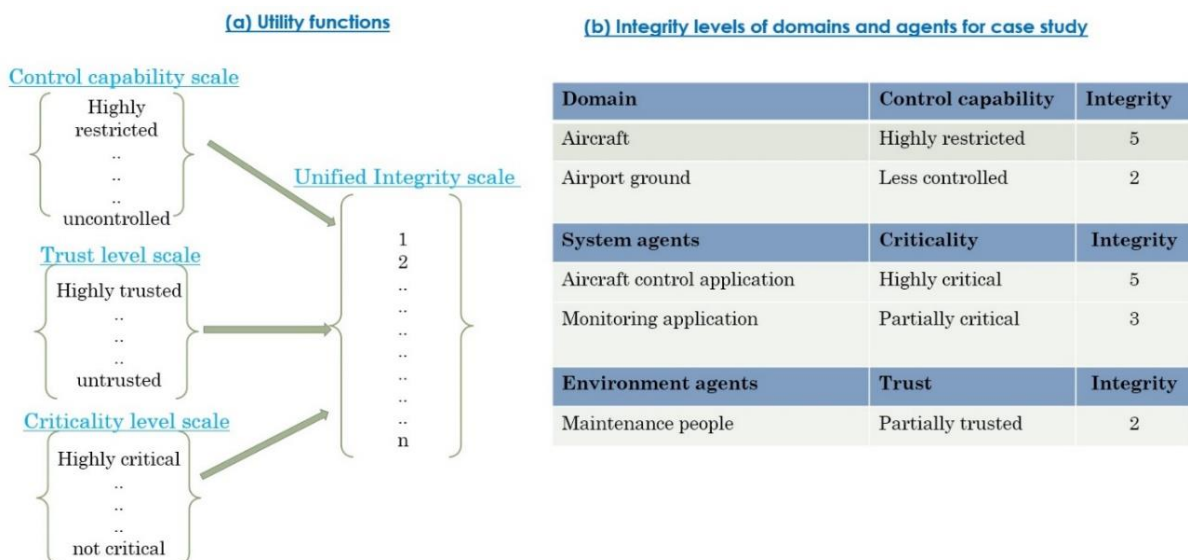 (a) Utility functions
Control capability scale
Highly
restricted
..
..
..
uncontrolled
Trust level scale
Highly trusted
..
..
..
untrusted
Criticality level scale
Highly critical
..
..
..
not critical
Unified Integrity scale
1
2
..
..
..
..
..
..
..
n
(b) Integrity levels of domains and agents for case study
Domain Control capability Integrity
Aircraft Highly restricted 5
Airport ground Less controlled 2
System agents Criticality Integrity
Aircraft control application Highly critical 5
Monitoring application Partially critical 3
Environment agents Trust Integrity
Maintenance people Partially trusted 2